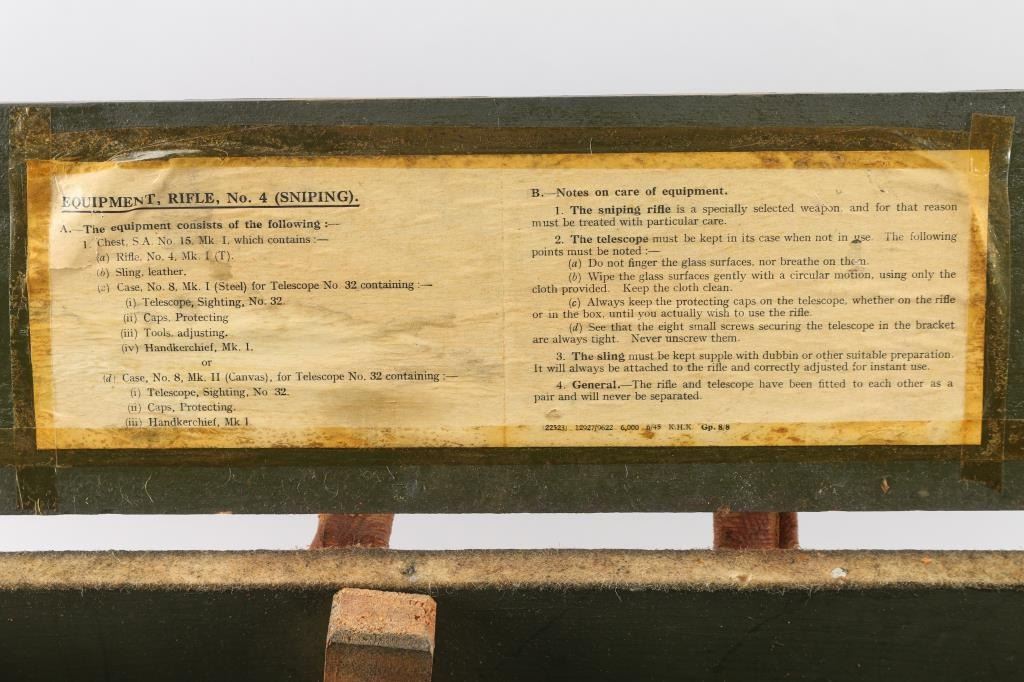 EQUIPMENT, RIFLE, No. 4 (SNIPING).
A.—The equipment consists of the following :—
1. Chest, S.A. No. 15, Mk. I, which contains :—
(a) Rifle, No. 4, Mk. I (T).
(b) Sling, leather.
(c) Case, No. 8, Mk. I (Steel) for Telescope No. 32 containing :—
(i) Telescope, Sighting, No. 32.
(ii) Caps, Protecting
(iii) Tools, adjusting.
(iv) Handkerchief, Mk. I.
or
(d) Case, No. 8, Mk. II (Canvas), for Telescope No. 32 containing :—
(i) Telescope, Sighting, No 32.
(ii) Caps, Protecting.
(iii) Handkerchief, Mk I
B.—Notes on care of equipment.
1. The sniping rifle is a specially selected weapon, and for that reason
must be treated with particular care.
2. The telescope must be kept in its case when not in use. The following
points must be noted :—
(a) Do not finger the glass surfaces, nor breathe on them.
(b) Wipe the glass surfaces gently with a circular motion, using only the
cloth provided. Keep the cloth clean.
(c) Always keep the protecting caps on the telescope, whether on the rifle
or in the box, until you actually wish to use the rifle.
(d) See that the eight small screws securing the telescope in the bracket
are always tight. Never unscrew them.
3. The sling must be kept supple with dubbin or other suitable preparation.
It will always be attached to the rifle and correctly adjusted for instant use.
4. General.—The rifle and telescope have been fitted to each other as a
pair and will never be separated.
(22523) 12927/9622 6,000 6/45 K.H.K. Gp. 8/8